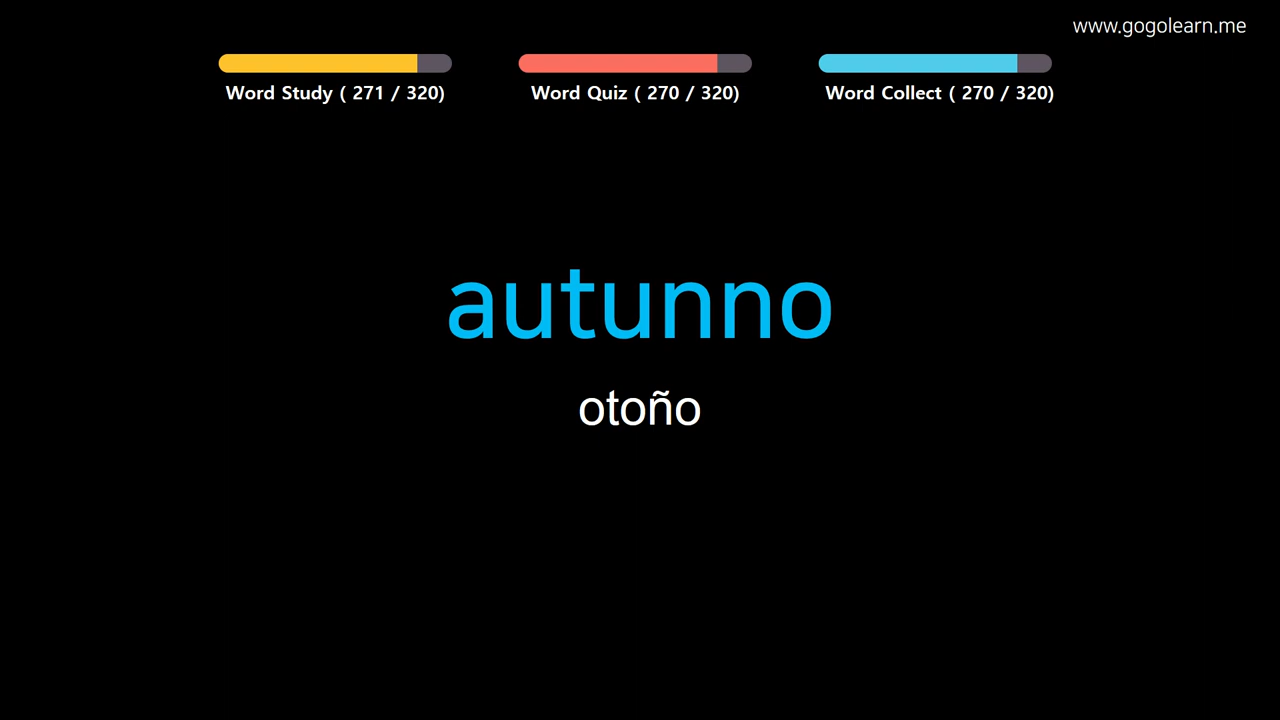 www.gogolearn.me
Word Study ( 271 / 320)
Word Quiz ( 270 / 320)
Word Collect ( 270 / 320)
autunno
otoño